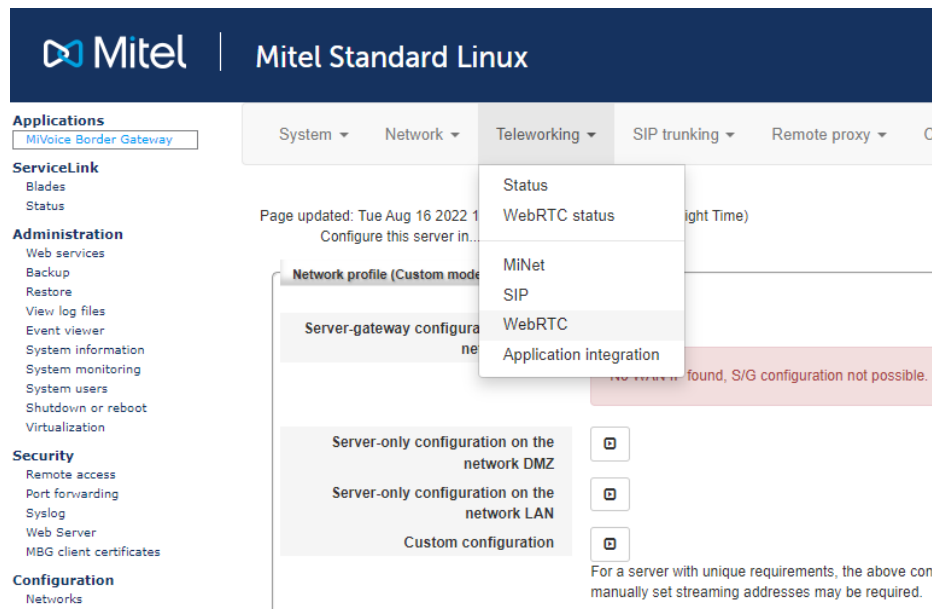 Mitel
Mitel Standard Linux
Applications
MiVoice Border Gateway
ServiceLink
Blades
Status
Administration
Web services
Backup
Restore
View log files
Event viewer
System information
System monitoring
System users
Shutdown or reboot
Virtualization
Security
Remote access
Port forwarding
Syslog
Web Server
MBG client certificates
Configuration
Networks
System Network Teleworking SIP trunking Remote proxy C
Status
WebRTC status
MiNet
SIP
WebRTC
Application integration
Page updated: Tue Aug 16 2022 1 ight Time)
Configure this server in...
Network profile (Custom mode
Server-gateway configura
ne
No WAN IP found, S/G configuration not possible.
Server-only configuration on the
network DMZ
Server-only configuration on the
network LAN
Custom configuration
For a server with unique requirements, the above con
manually set streaming addresses may be required.